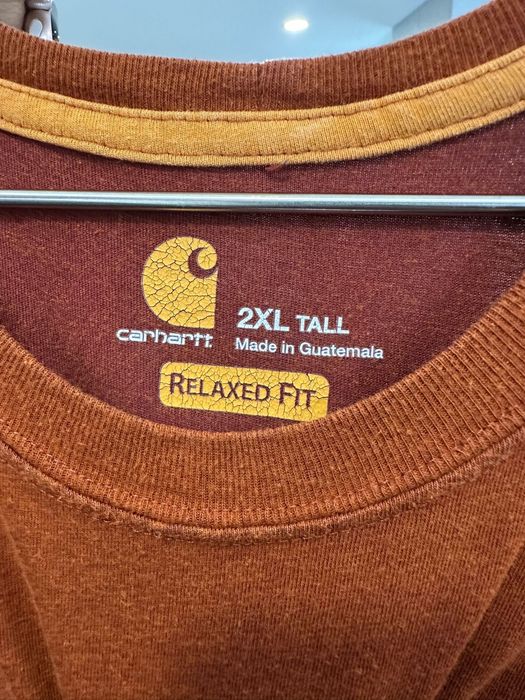 carhartt
2XL TALL
Made in Guatemala
RELAXED FIT